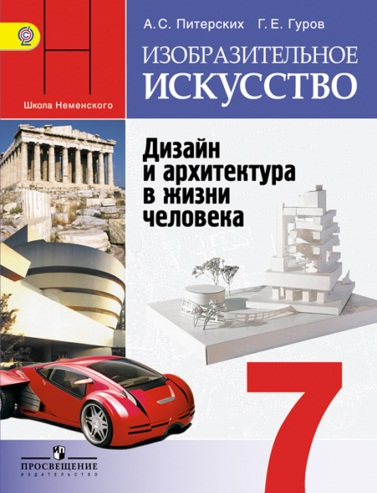 А. С. Питерских Г. Е. Гуров
ИЗОБРАЗИТЕЛЬНОЕ
ИСКУССТВО
Школа Неменского
Дизайн
и архитектура
в жизни
человека
7
ПРОСВЕЩЕНИЕ
ИЗДАТЕЛЬСТВО